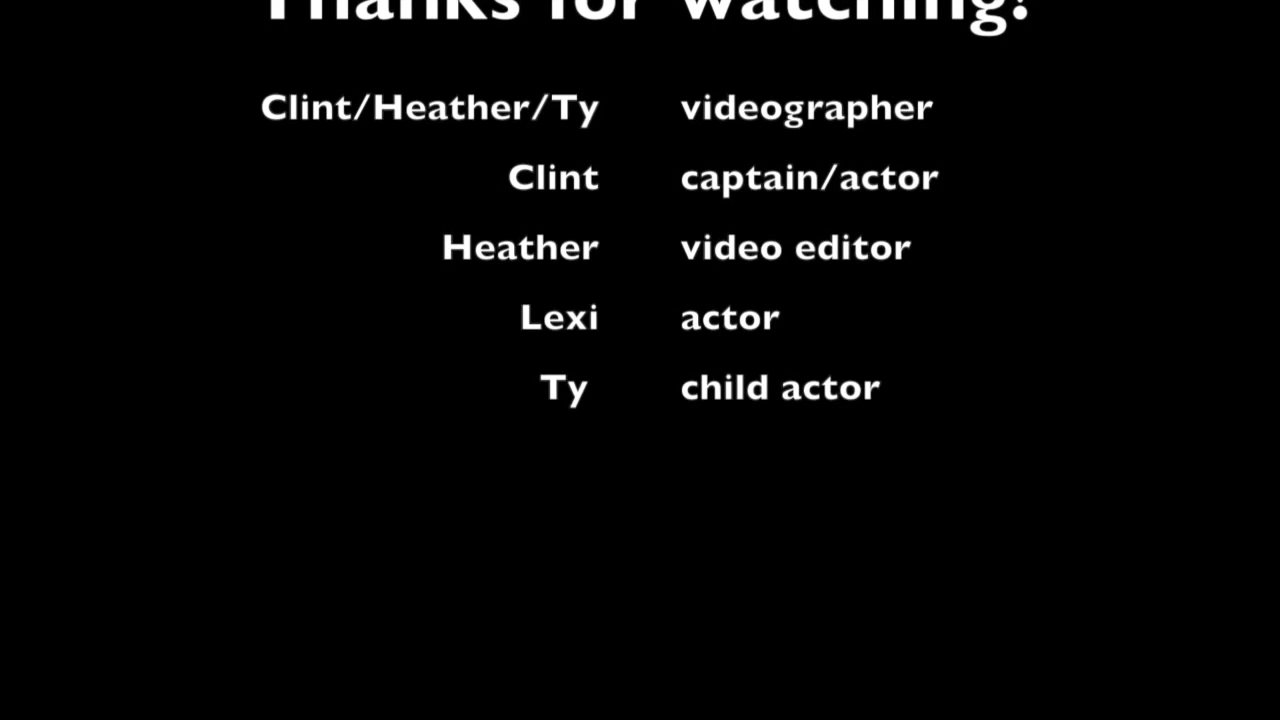 Thanks for watching!
Clint/Heather/Ty videographer
Clint captain/actor
Heather video editor
Lexi actor
Ty child actor